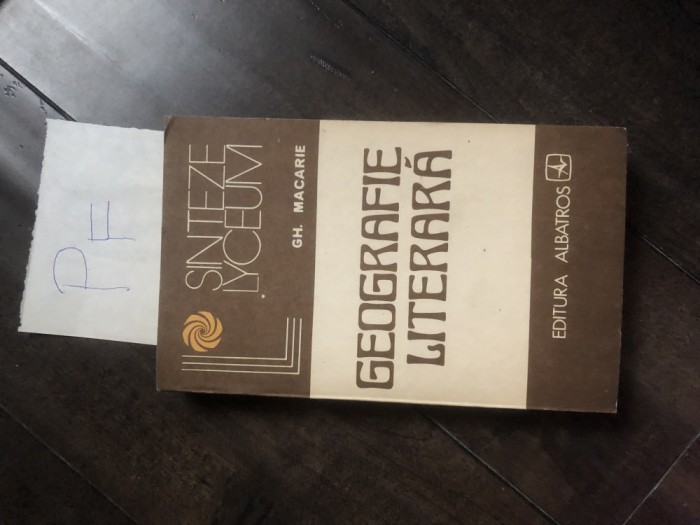 PF
SINTEZE
LYCEUM
GH. MACARIE
GEOGRAFIE
LITERARĂ
EDITURA ALBATROS